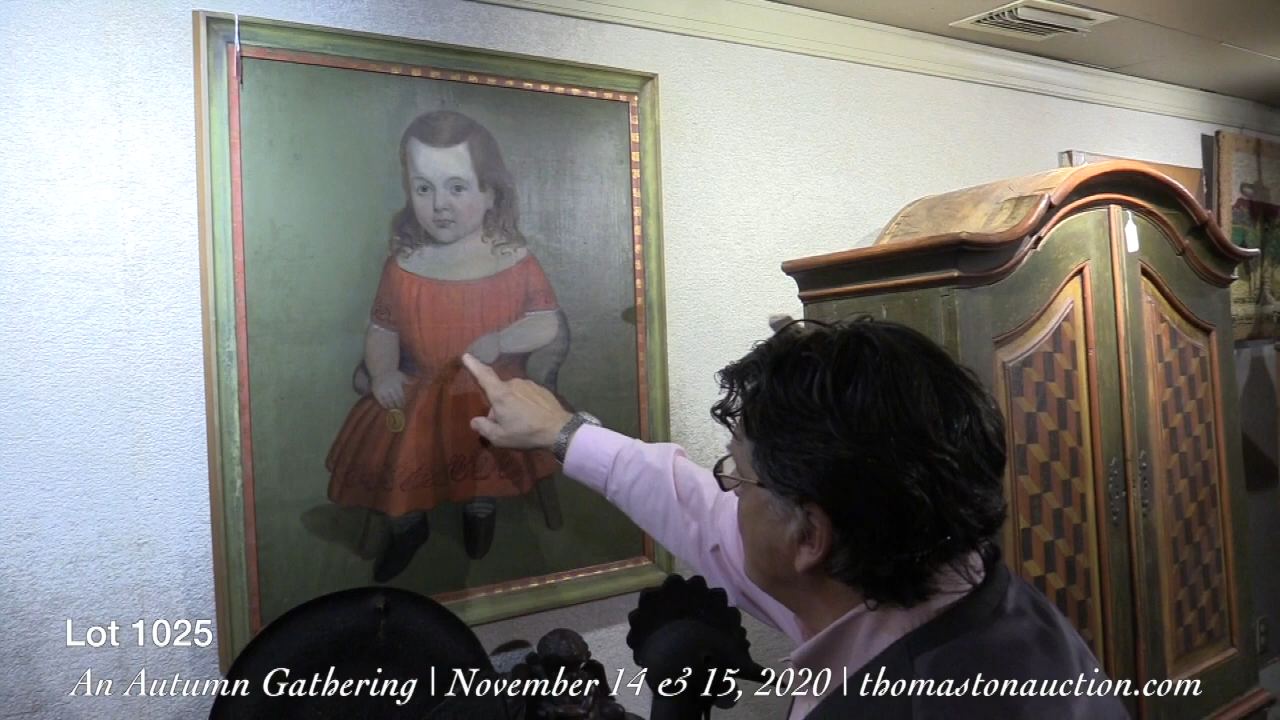 Lot 1025
An Autumn Gathering | November 14 & 15, 2020 | thomastonauction.com